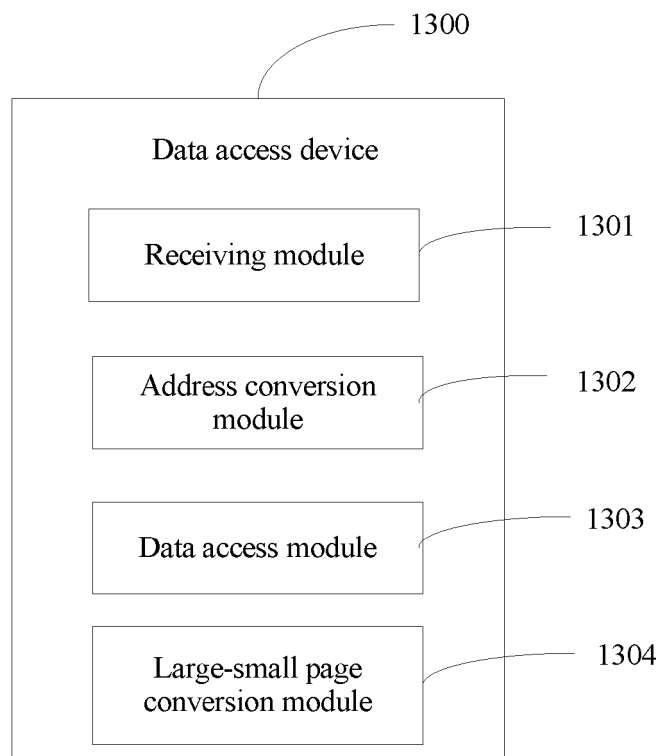 1300
Data access device
Receiving module
1301
Address conversion
module
1302
Data access module
1303
Large-small page
conversion module
1304